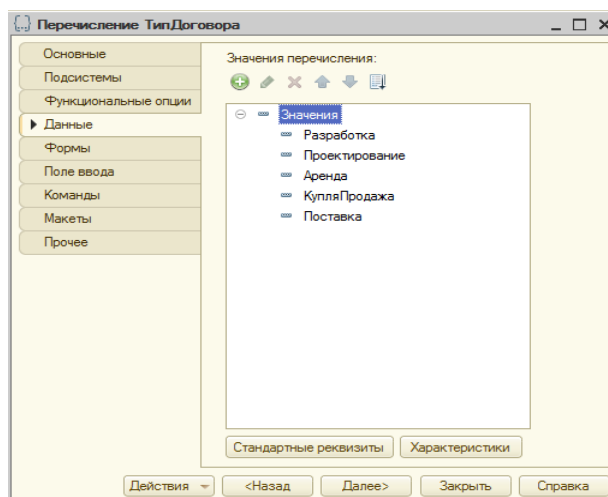 Перечисление ТипДоговора
Основные
Подсистемы
Функциональные опции
Данные
Формы
Поле ввода
Команды
Макеты
Прочее
Значения перечисления:
Значения
Разработка
Проектирование
Аренда
КупляПродажа
Поставка
Стандартные реквизиты
Характеристики
Действия
<Назад
Далее>
Закрыть
Справка